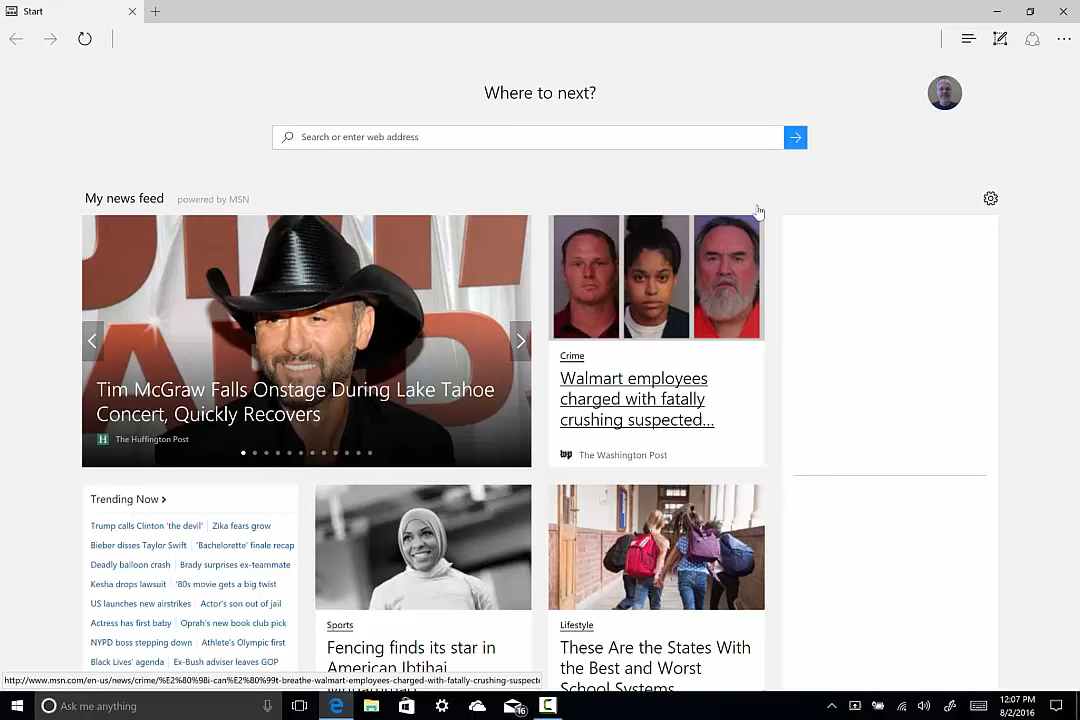 Start
Where to next?
Search or enter web address
My news feed powered by MSN
Tim McGraw Falls Onstage During Lake Tahoe
Concert, Quickly Recovers
H The Huffington Post
Crime
Walmart employees
charged with fatally
crushing suspected...
wp The Washington Post
Trending Now
Trump calls Clinton 'the devil' Zika fears grow
Bieber disses Taylor Swift 'Bachelorette' finale recap
Deadly balloon crash Brady surprises ex-teammate
Kesha drops lawsuit '80s movie gets a big twist
US launches new airstrikes Actor's son out of jail
Actress has first baby Oprah's new book club pick
NYPD boss stepping down Athlete's Olympic first
Black Lives' agenda Ex-Bush adviser leaves GOP
Sports
Fencing finds its star in
American Ibtihaj
Lifestyle
These Are the States With
the Best and Worst
School Systems
http://www.msn.com/en-us/news/crime/%E2%80%98i-can%E2%80%99t-breathe-walmart-employees-charged-with-fatally-crushing-suspecte
Ask me anything
16
12:07 PM
8/2/2016